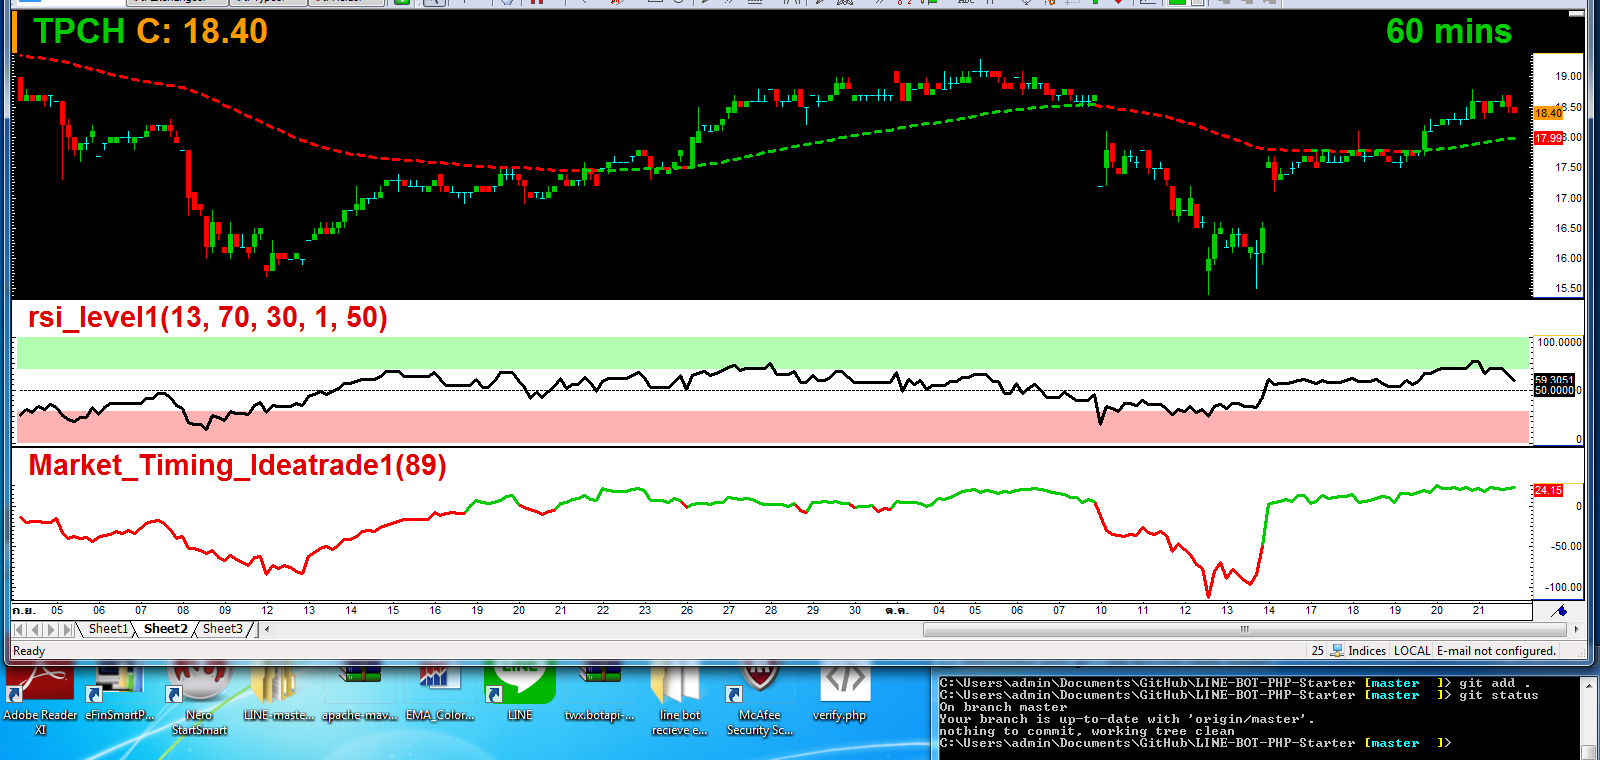 TPCH C: 18.40
60 mins
19.00
18.40
17.99
17.50
17.00
16.50
16.00
15.50
rsi_level1(13, 70, 30, 1, 50)
100.0000
59.3051
50.0000
0
Market_Timing_Ideatrade1(89)
24.15
0
-50.00
-100.00
ก.ย. 05 06 07 08 09 12 13 14 15 16 19 20 21 22 23 26 27 28 29 30 ต.ค. 04 05 06 07 10 11 12 13 14 17 18 19 20 21
Sheet1 Sheet2 Sheet3
Ready
25 Indices LOCAL E-mail not configured.
Adobe Reader XI
eFinSmartP...
Nero StartSmart
LINE-maste...
apache-mav...
EMA_Color...
LINE
LINE
twx.botapi-...
line bot recieve e...
McAfee Security Sc...
verify.php
C:\Users\admin\Documents\GitHub\LINE-BOT-PHP-Starter [master ]> git add .
C:\Users\admin\Documents\GitHub\LINE-BOT-PHP-Starter [master ]> git status
On branch master
Your branch is up-to-date with 'origin/master'.
nothing to commit, working tree clean
C:\Users\admin\Documents\GitHub\LINE-BOT-PHP-Starter [master ]>